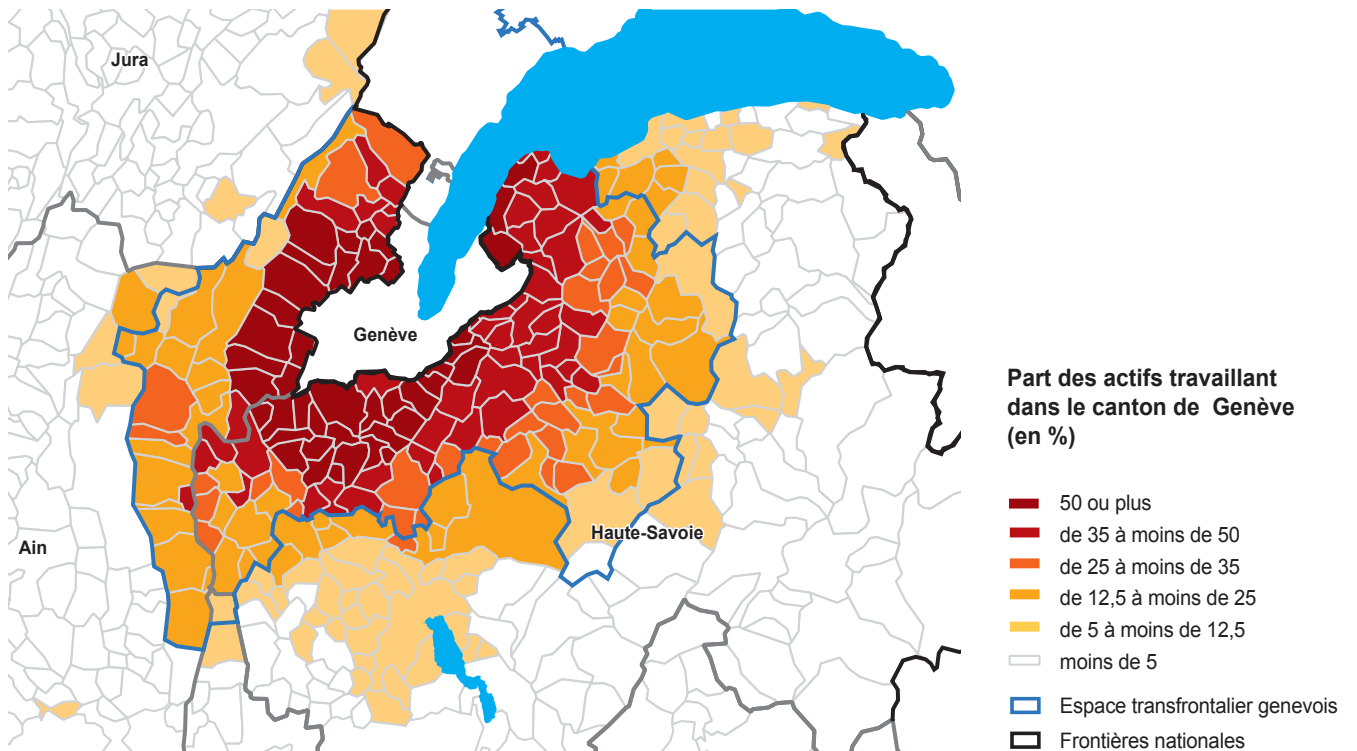 Jura
Genève
Haute-Savoie
Ain
Part des actifs travaillant
dans le canton de Genève
(en %)
50 ou plus
de 35 à moins de 50
de 25 à moins de 35
de 12,5 à moins de 25
de 5 à moins de 12,5
moins de 5
Espace transfrontalier genevois
Frontières nationales